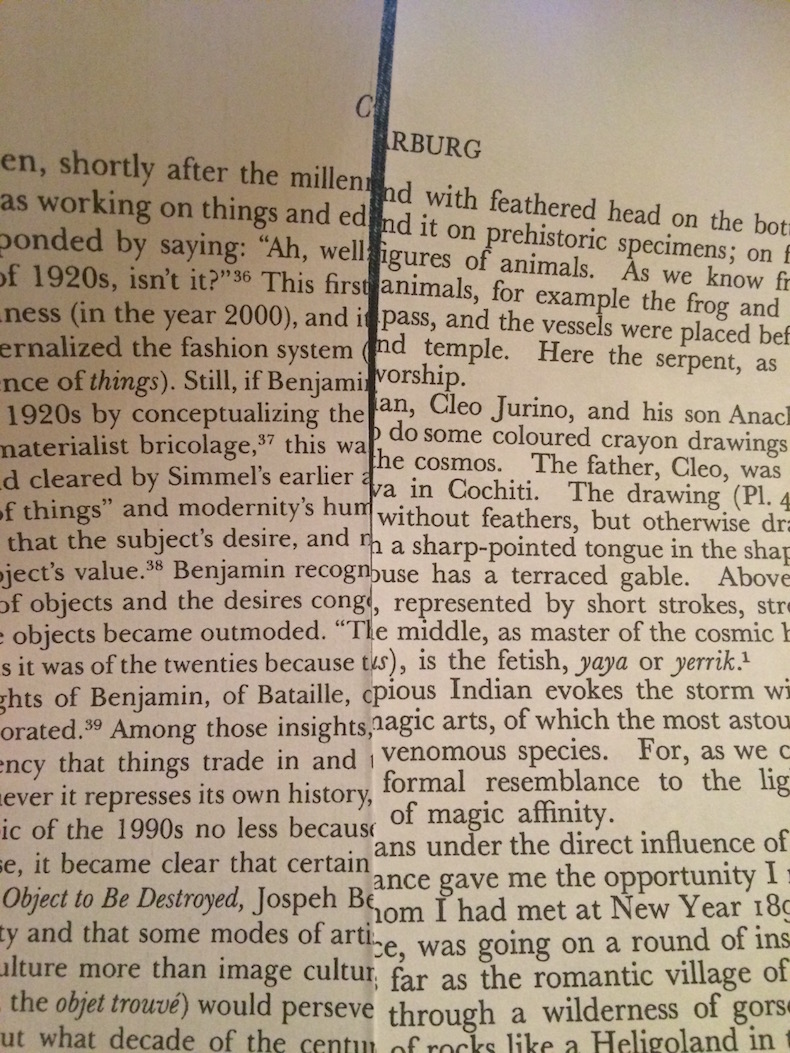 C
en, shortly after the millen
as working on things and ed
ponded by saying: “Ah, well
of 1920s, isn’t it?”36 This first
ness (in the year 2000), and i
ernalized the fashion system (
nce of things). Still, if Benjami
1920s by conceptualizing the
materialist bricolage,37 this wa
d cleared by Simmel’s earlier a
of things” and modernity’s hum
that the subject’s desire, and
bject’s value.38 Benjamin recogn
of objects and the desires cong
e objects became outmoded. “T
s it was of the twenties because t
ghts of Benjamin, of Bataille,
orated.39 Among those insights,
ency that things trade in and
never it represses its own history,
ic of the 1990s no less because
se, it became clear that certain
Object to Be Destroyed, Jospeh Be
ty and that some modes of arti
ulture more than image cultur
the objet trouvé) would perseve
ut what decade of the centu
RBURG
nd with feathered head on the bot
nd it on prehistoric specimens; on f
figures of animals. As we know fr
animals, for example the frog and
pass, and the vessels were placed bef
nd temple. Here the serpent, as
worship.
ian, Cleo Jurino, and his son Anacl
o do some coloured crayon drawings
the cosmos. The father, Cleo, was
va in Cochiti. The drawing (Pl. 4
without feathers, but otherwise dra
h a sharp-pointed tongue in the shap
ouse has a terraced gable. Above
, represented by short strokes, stre
e middle, as master of the cosmic h
us), is the fetish, yaya or yerrik.1
pious Indian evokes the storm wi
magic arts, of which the most astou
venomous species. For, as we c
formal resemblance to the lig
of magic affinity.
ans under the direct influence of
ance gave me the opportunity I
hom I had met at New Year 189
ce, was going on a round of ins
far as the romantic village of
through a wilderness of gorse
of rocks like a Heligoland in t